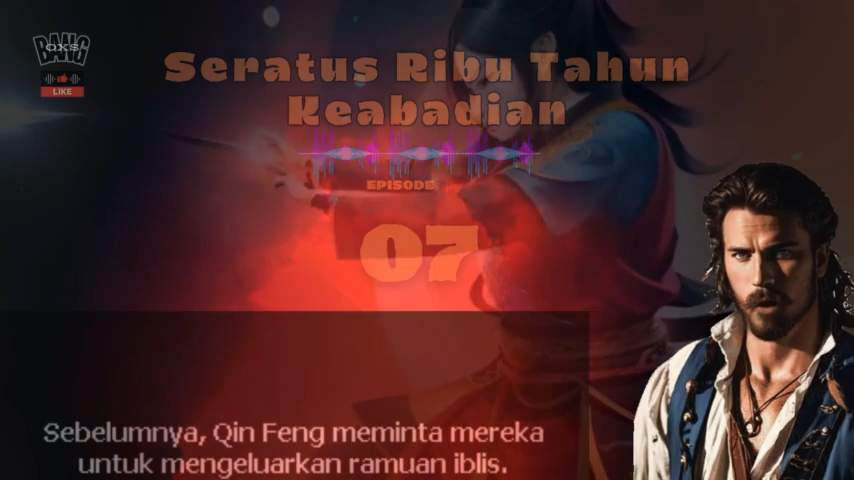 BANG
OXS
LIKE
Seratus Ribu Tahun
Keabadian
EPISODE
07
Sebelumnya, Qin Feng meminta mereka
untuk mengeluarkan ramuan iblis.